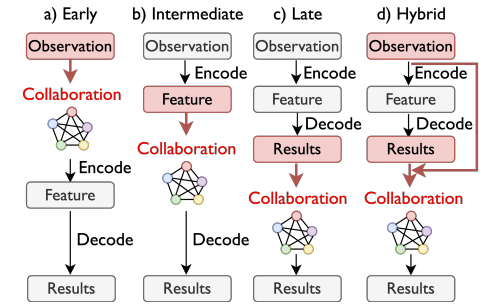 a) Early
b) Intermediate
c) Late
d) Hybrid
Observation
Observation
Observation
Observation
Encode
Encode
Encode
Collaboration
Feature
Feature
Feature
Decode
Decode
Collaboration
Results
Results
Encode
Feature
Collaboration
Collaboration
Decode
Decode
Results
Results
Results
Results